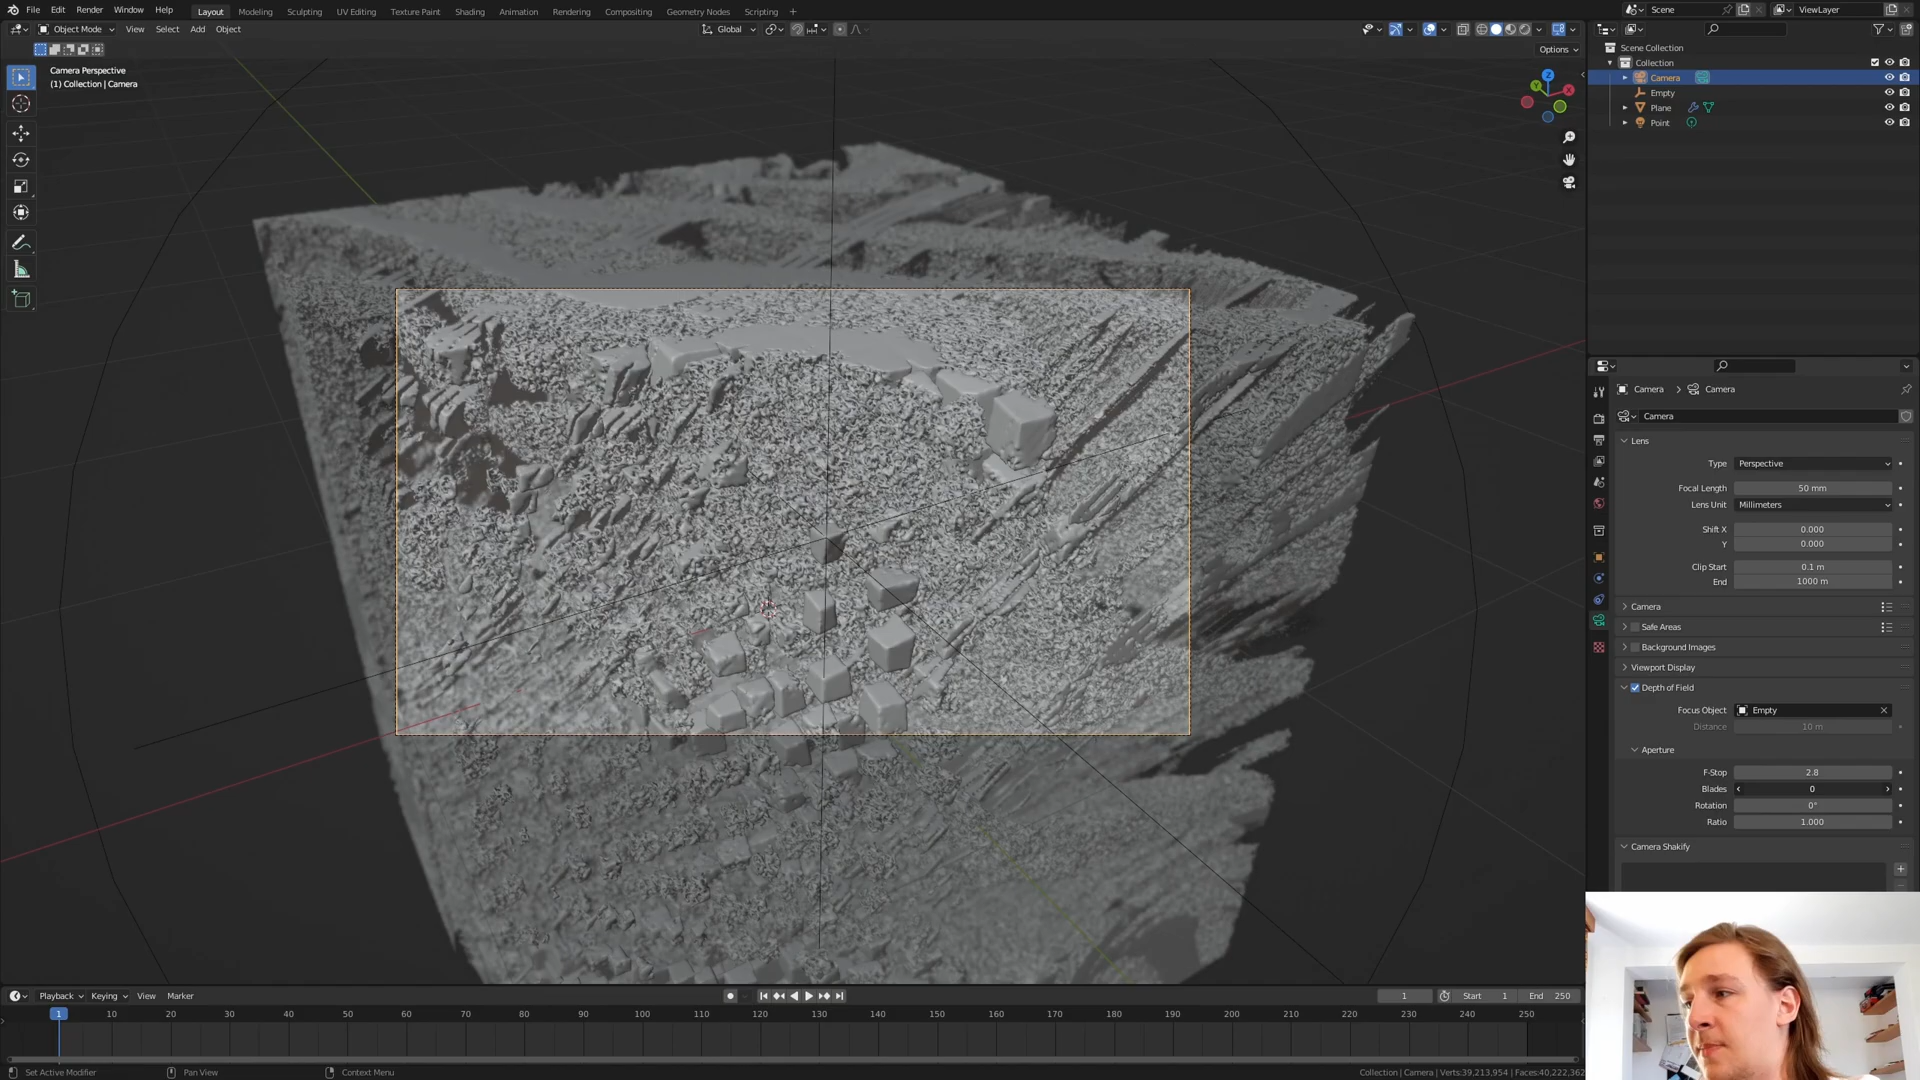 File Edit Render Window Help Layout Modeling Sculpting UV Editing Texture Paint Shading Animation Rendering Compositing Geometry Nodes Scripting +
Scene ViewLayer
Object Mode View Select Add Object Global
Options
Camera Perspective
(1) Collection | Camera
Z
Y
X
Scene Collection
Collection
Camera
Empty
Plane
Point
Camera > Camera
Camera
Lens
Type Perspective
Focal Length 50 mm
Lens Unit Millimeters
Shift X 0.000
Y 0.000
Clip Start 0.1 m
End 1000 m
Camera
Safe Areas
Background Images
Viewport Display
Depth of Field
Focus Object Empty
Distance 10 m
Aperture
F-Stop 2.8
Blades 0
Rotation 0°
Ratio 1.000
Camera Shakify
Playback Keying View Marker 1 Start 1 End 250
1 10 20 30 40 50 60 70 80 90 100 110 120 130 140 150 160 170 180 190 200 210 220 230 240 250
Set Active Modifier Pan View Context Menu Collection | Camera | Verts:39,213,954 | Faces:40,222,362